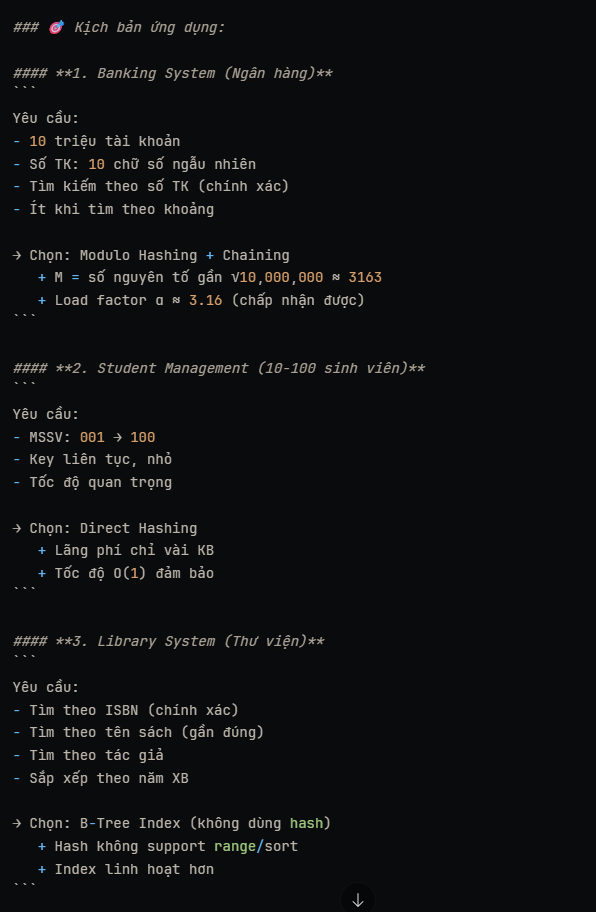 ### 🎯 Kịch bản ứng dụng:
#### **1. Banking System (Ngân hàng)**
```
Yêu cầu:
- 10 triệu tài khoản
- Số TK: 10 chữ số ngẫu nhiên
- Tìm kiếm theo số TK (chính xác)
- Ít khi tìm theo khoảng
→ Chọn: Modulo Hashing + Chaining
+ M = số nguyên tố gần √10,000,000 ≈ 3163
+ Load factor α ≈ 3.16 (chấp nhận được)
```
#### **2. Student Management (10-100 sinh viên)**
```
Yêu cầu:
- MSSV: 001 → 100
- Key liên tục, nhỏ
- Tốc độ quan trọng
→ Chọn: Direct Hashing
+ Lãng phí chỉ vài KB
+ Tốc độ O(1) đảm bảo
```
#### **3. Library System (Thư viện)**
```
Yêu cầu:
- Tìm theo ISBN (chính xác)
- Tìm theo tên sách (gần đúng)
- Tìm theo tác giả
- Sắp xếp theo năm XB
→ Chọn: B-Tree Index (không dùng hash)
+ Hash không support range/sort
+ Index linh hoạt hơn
```